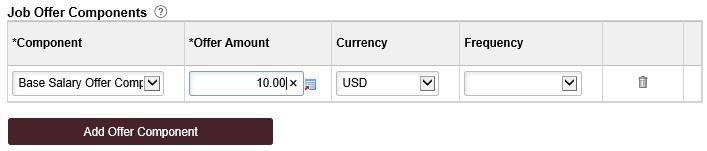 Job Offer Components ?
*Component *Offer Amount Currency Frequency
Base Salary Offer Comp 10.00 × USD
Add Offer Component